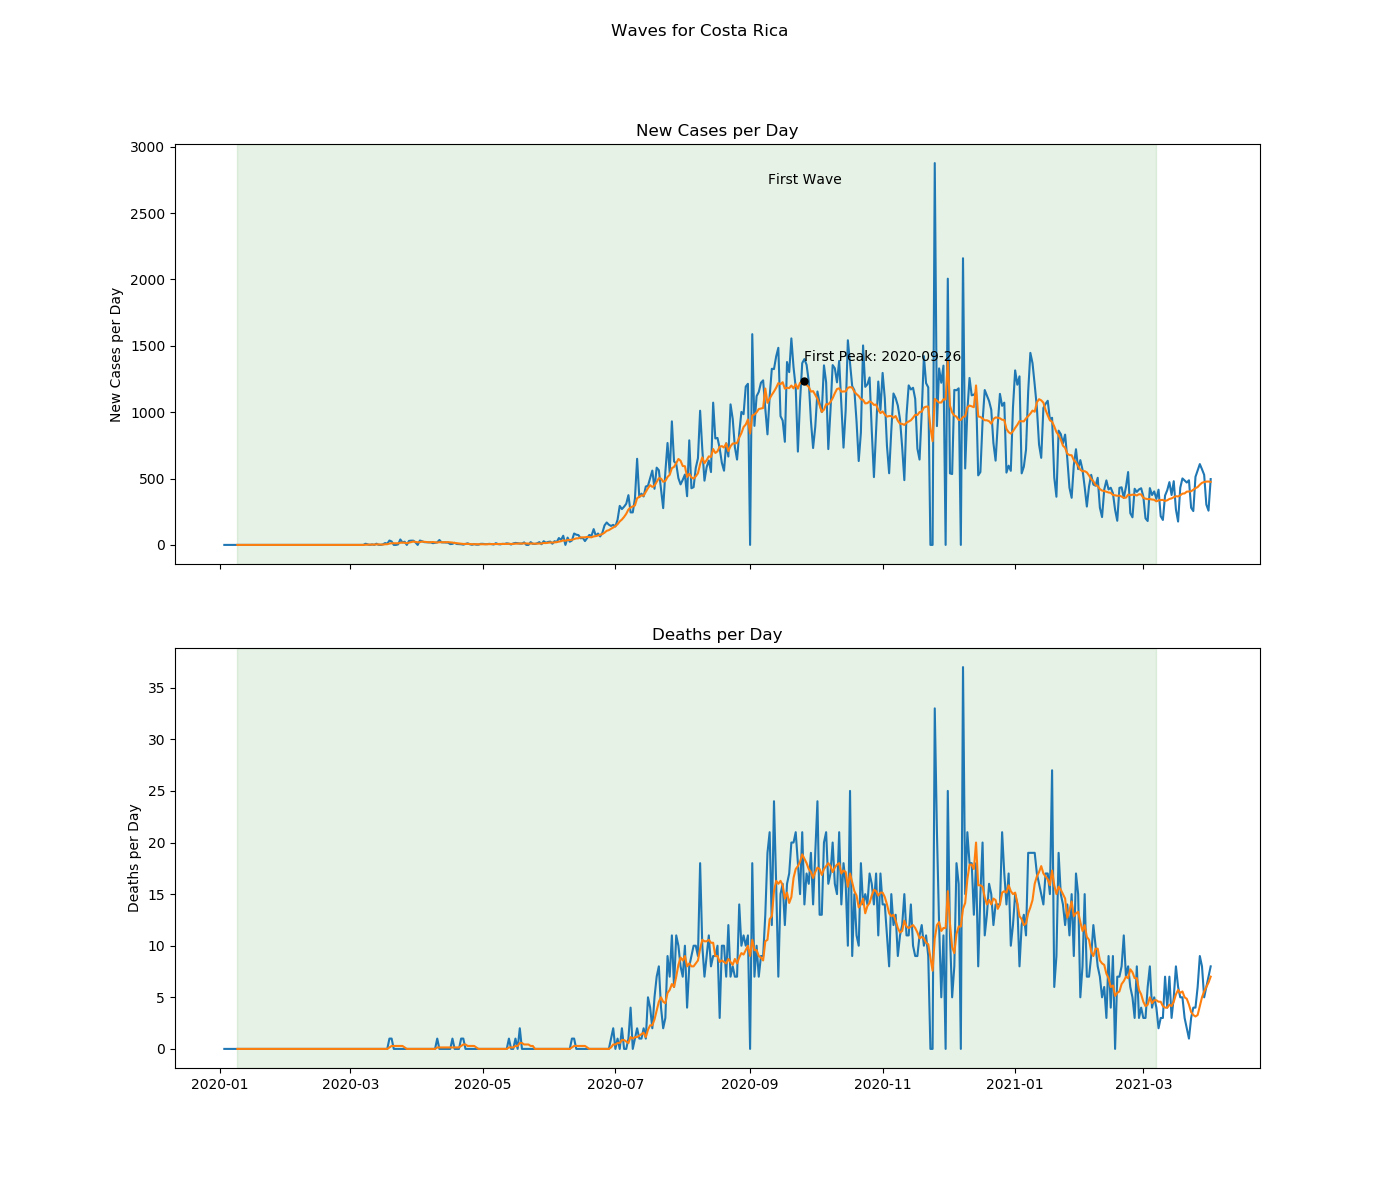 Waves for Costa Rica
New Cases per Day
3000
2500
2000
1500
1000
500
0
New Cases per Day
First Wave
First Peak: 2020-09-26
Deaths per Day
35
30
25
20
15
10
5
0
Deaths per Day
2020-01 2020-03 2020-05 2020-07 2020-09 2020-11 2021-01 2021-03